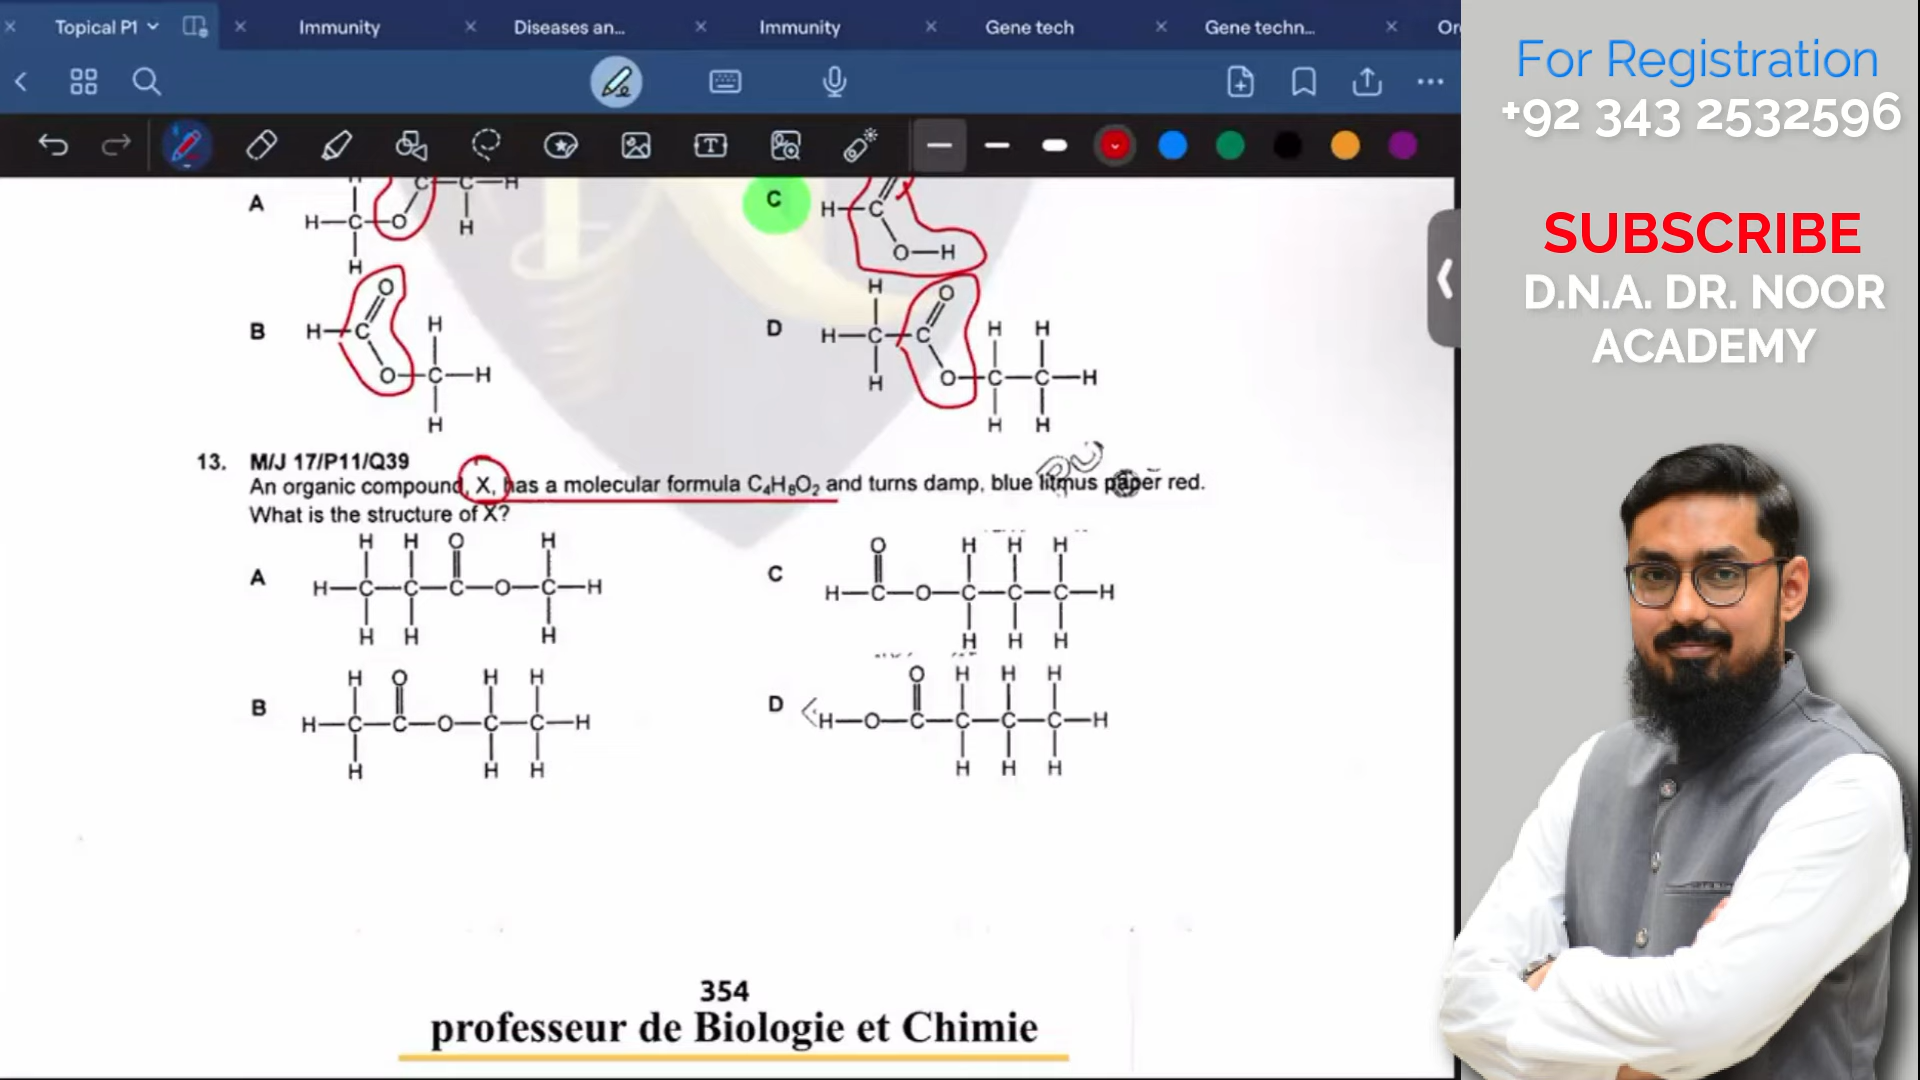 Topical P1
Immunity
Diseases an...
Immunity
Gene tech
Gene techn...
Or
For Registration
+92 343 2532596
SUBSCRIBE
D.N.A. DR. NOOR
ACADEMY
A
C
B
D
13. M/J 17/P11/Q39
An organic compound, X, has a molecular formula C₄H₈O₂ and turns damp, blue litmus paper red.
What is the structure of X?
H H O H
A H—C—C—C—O—C—H
H H H
O H H H
C H—C—O—C—C—C—H
H H H
H O H H
B H—C—C—O—C—C—H
H H H
O H H H
D H—O—C—C—C—C—H
H H H
354
professeur de Biologie et Chimie